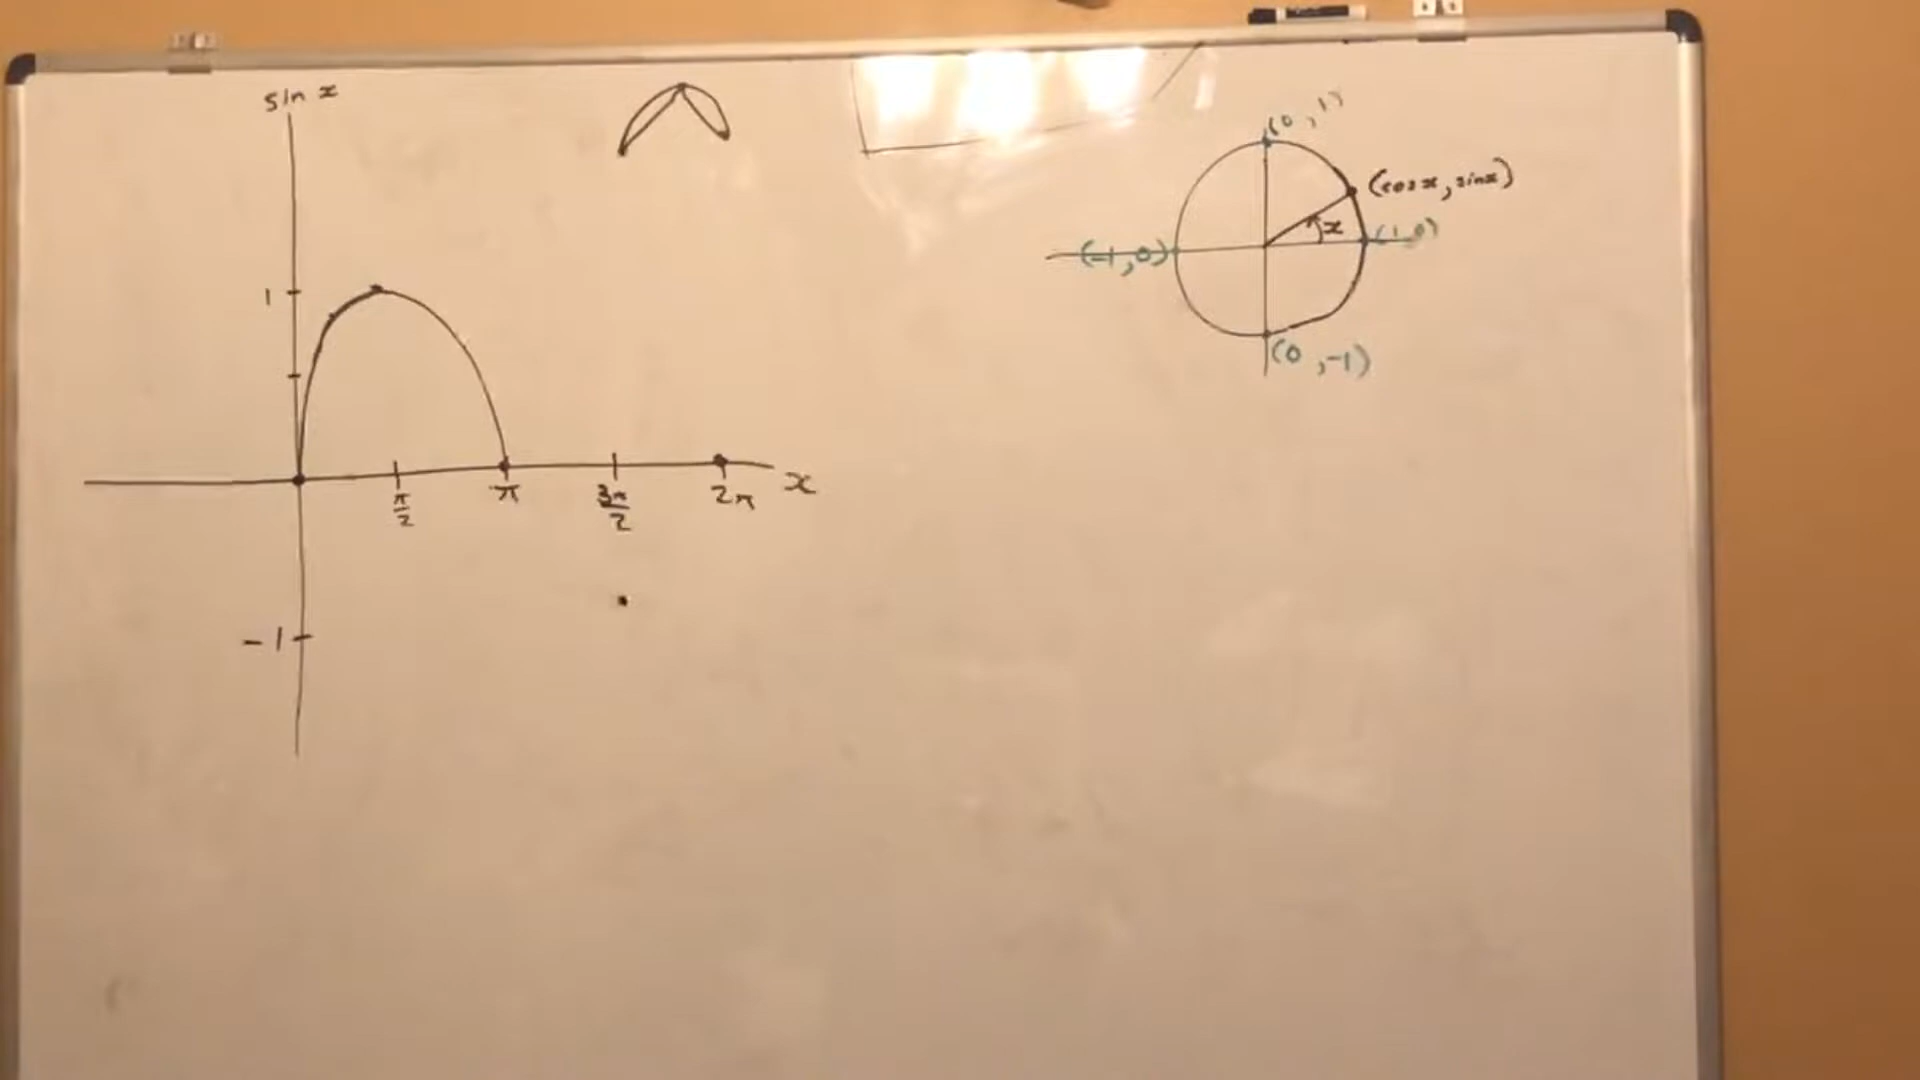 sin x
(0, 1)
(cos x, sin x)
x
(-1, 0)
(1, 0)
1
(0, -1)
π/2
π
3π/2
2π
x
-1